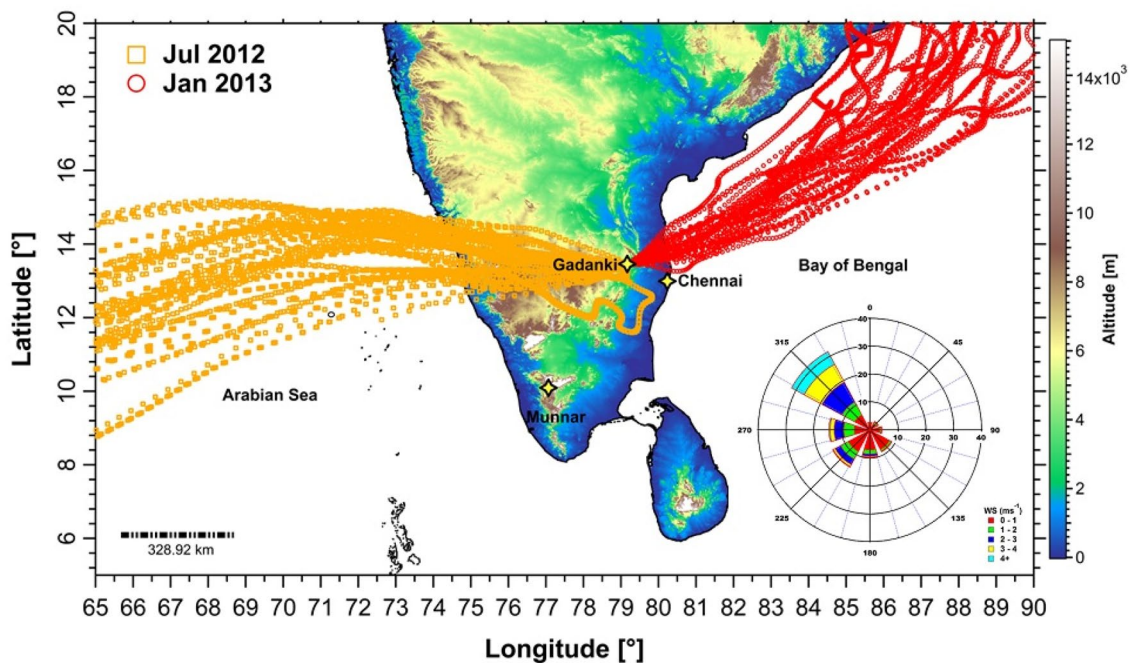 20
18
16
14
12
10
8
6
Latitude [°]
Jul 2012
Jan 2013
Gadanki
Chennai
Bay of Bengal
Arabian Sea
Munnar
328.92 km
0
45
90
135
180
225
270
315
40
30
20
10
10
20
30
40
WS (ms⁻¹)
0 - 1
1 - 2
2 - 3
3 - 4
4+
14x10³
12
10
8
6
4
2
0
Altitude [m]
65 66 67 68 69 70 71 72 73 74 75 76 77 78 79 80 81 82 83 84 85 86 87 88 89 90
Longitude [°]